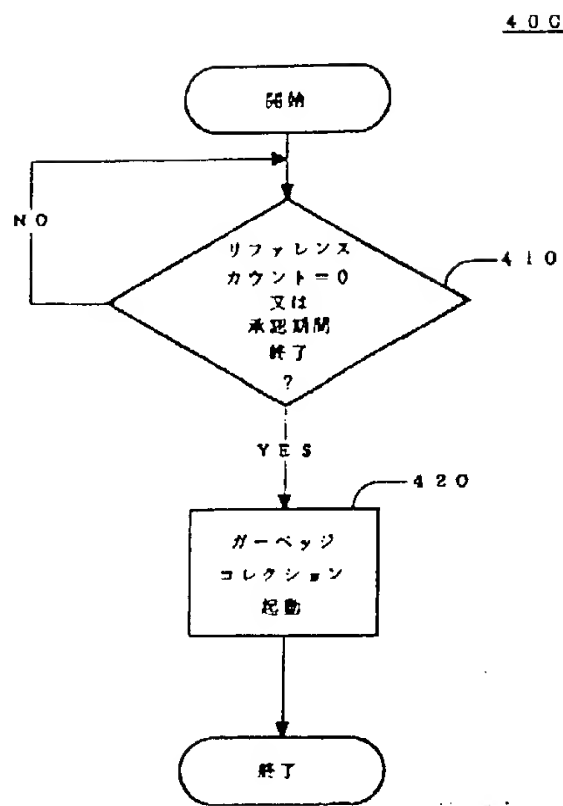 ４００
開始
ＮＯ
リファレンス
カウント＝０
又は
承認期間
終了
？
４１０
ＹＥＳ
４２０
ガーベッジ
コレクション
起動
終了